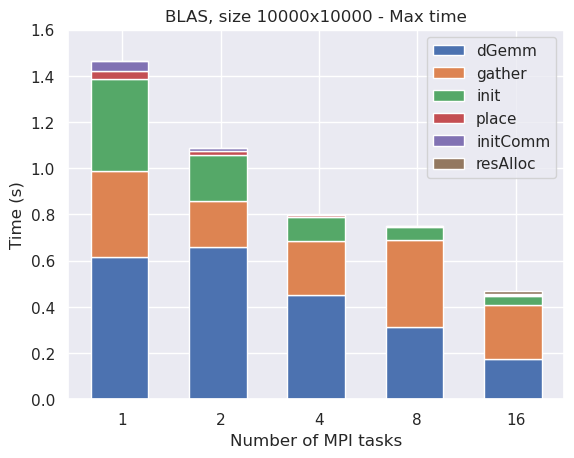 BLAS, size 10000x10000 - Max time
1.6
1.4
1.2
1.0
0.8
0.6
0.4
0.2
0.0
Time (s)
dGemm
gather
init
place
initComm
resAlloc
1 2 4 8 16
Number of MPI tasks